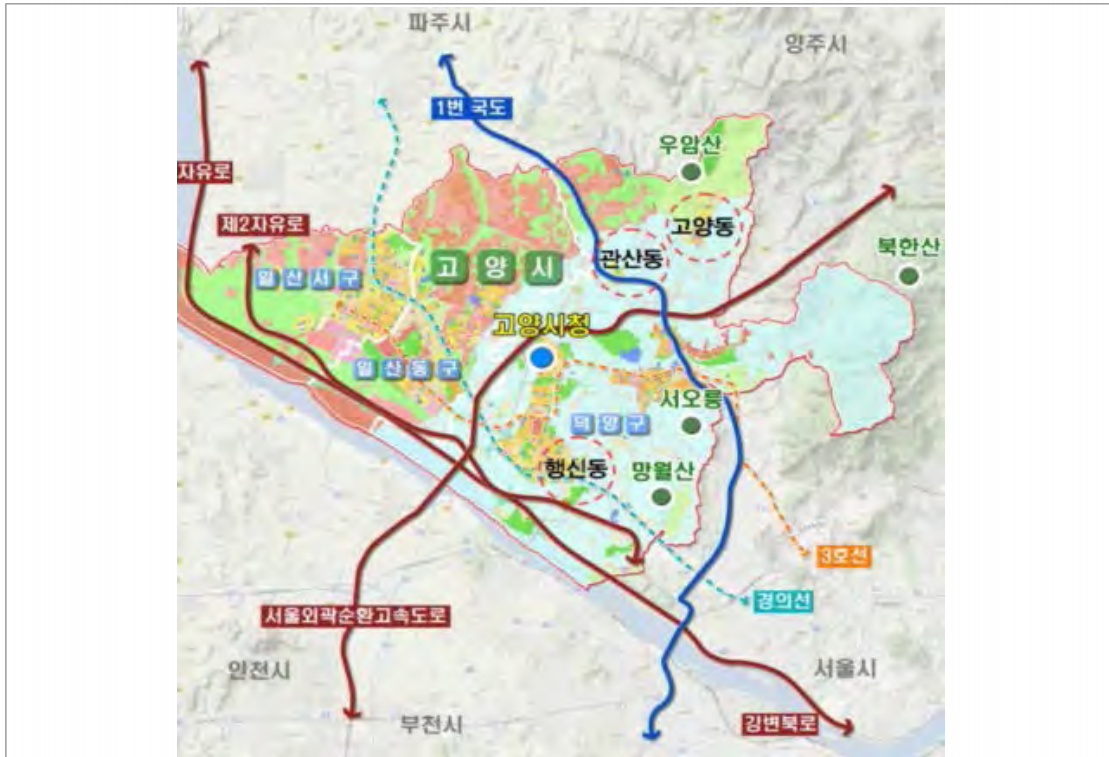 파주시
양주시
1번 국도
우암산
자유로
제2자유로
고양동
북한산
관산동
고양시
일산서구
고양시청
일산동구
서오릉
덕양구
행신동
망월산
3호선
경의선
서울외곽순환고속도로
인천시
서울시
부천시
강변북로